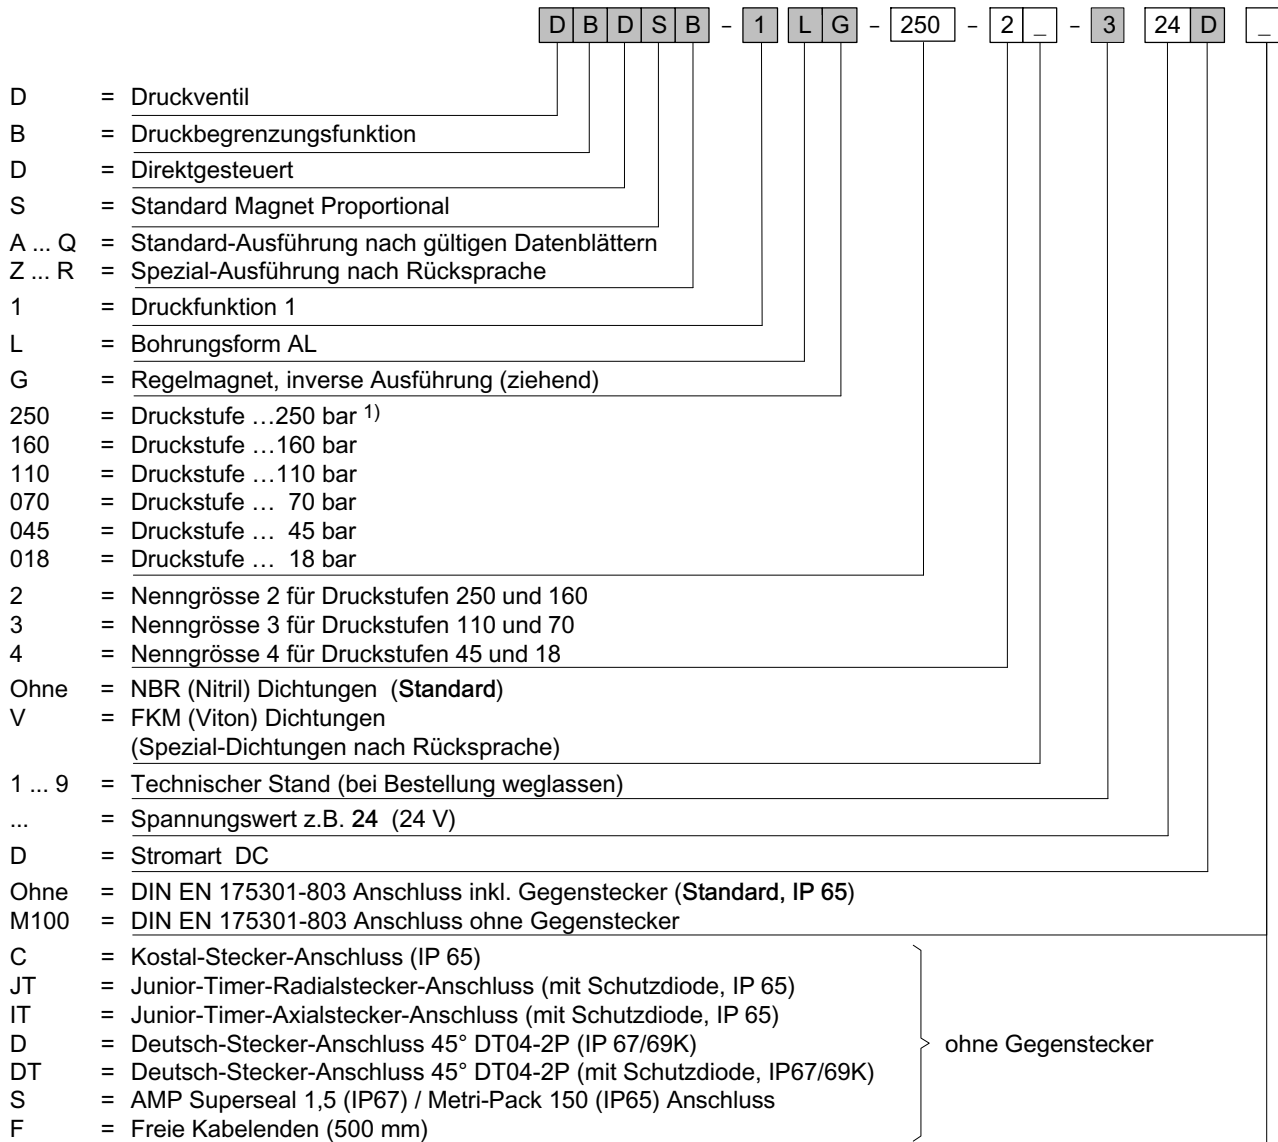 D B D S B - 1 L G - 250 - 2 _ - 3 24 D _
D = Druckventil
B = Druckbegrenzungsfunktion
D = Direktgesteuert
S = Standard Magnet Proportional
A ... Q = Standard-Ausführung nach gültigen Datenblättern
Z ... R = Spezial-Ausführung nach Rücksprache
1 = Druckfunktion 1
L = Bohrungsform AL
G = Regelmagnet, inverse Ausführung (ziehend)
250 = Druckstufe …250 bar 1)
160 = Druckstufe …160 bar
110 = Druckstufe …110 bar
070 = Druckstufe … 70 bar
045 = Druckstufe … 45 bar
018 = Druckstufe … 18 bar
2 = Nenngrösse 2 für Druckstufen 250 und 160
3 = Nenngrösse 3 für Druckstufen 110 und 70
4 = Nenngrösse 4 für Druckstufen 45 und 18
Ohne = NBR (Nitril) Dichtungen (Standard)
V = FKM (Viton) Dichtungen
(Spezial-Dichtungen nach Rücksprache)
1 ... 9 = Technischer Stand (bei Bestellung weglassen)
... = Spannungswert z.B. 24 (24 V)
D = Stromart DC
Ohne = DIN EN 175301-803 Anschluss inkl. Gegenstecker (Standard, IP 65)
M100 = DIN EN 175301-803 Anschluss ohne Gegenstecker
C = Kostal-Stecker-Anschluss (IP 65)
JT = Junior-Timer-Radialstecker-Anschluss (mit Schutzdiode, IP 65)
IT = Junior-Timer-Axialstecker-Anschluss (mit Schutzdiode, IP 65)
D = Deutsch-Stecker-Anschluss 45° DT04-2P (IP 67/69K)
ohne Gegenstecker
DT = Deutsch-Stecker-Anschluss 45° DT04-2P (mit Schutzdiode, IP67/69K)
S = AMP Superseal 1,5 (IP67) / Metri-Pack 150 (IP65) Anschluss
F = Freie Kabelenden (500 mm)